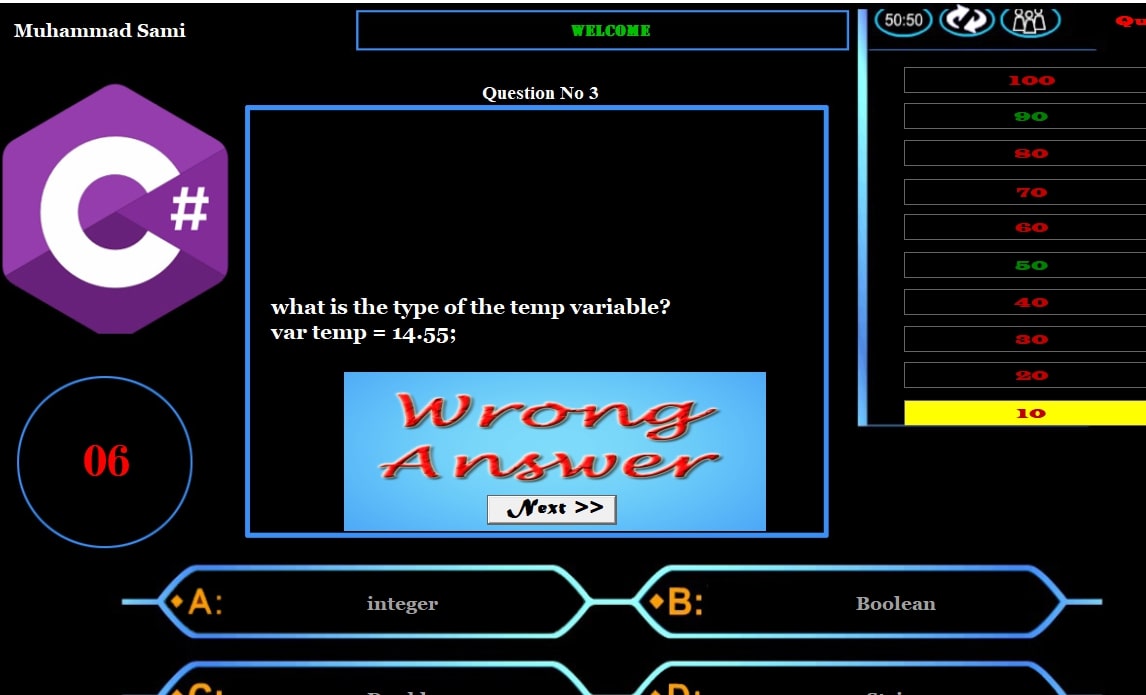 Muhammad Sami
WELCOME
50:50
Question No 3
C#
100
90
80
70
60
50
40
30
20
10
what is the type of the temp variable?
var temp = 14.55;
Wrong
Answer
Next >>
06
A: integer
B: Boolean
C:
D: